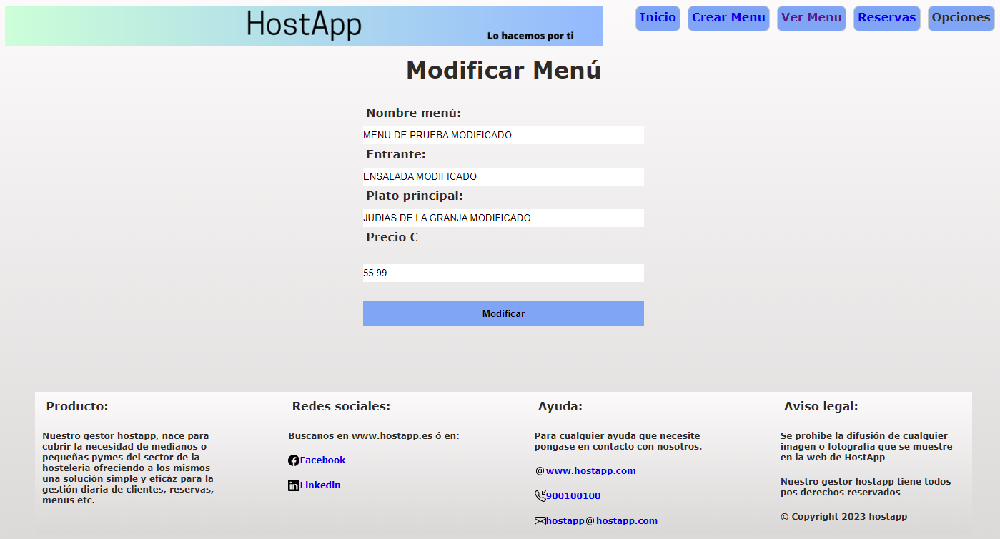 HostApp
Lo hacemos por ti
Inicio
Crear Menu
Ver Menu
Reservas
Opciones
Modificar Menú
Nombre menú:
MENU DE PRUEBA MODIFICADO
Entrante:
ENSALADA MODIFICADO
Plato principal:
JUDIAS DE LA GRANJA MODIFICADO
Precio €
55.99
Modificar
Producto:
Nuestro gestor hostapp, nace para
cubrir la necesidad de medianos o
pequeñas pymes del sector de la
hosteleria ofreciendo a los mismos
una solución simple y eficáz para la
gestión diaria de clientes, reservas,
menus etc.
Redes sociales:
Buscanos en www.hostapp.es ó en:
Facebook
Linkedin
Ayuda:
Para cualquier ayuda que necesite
pongase en contacto con nosotros.
@www.hostapp.com
900100100
hostapp@hostapp.com
Aviso legal:
Se prohibe la difusión de cualquier
imagen o fotografía que se muestre
en la web de HostApp
Nuestro gestor hostapp tiene todos
pos derechos reservados
© Copyright 2023 hostapp